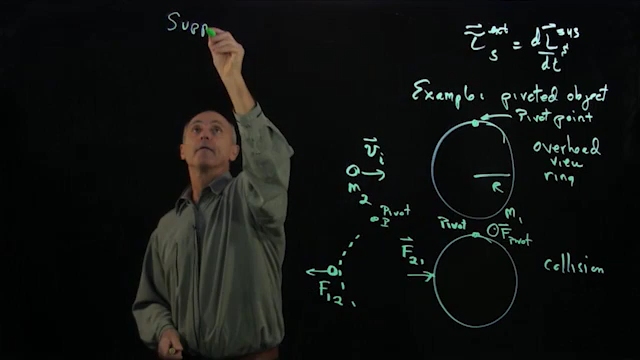 Supp
τ⃗ ext S = dL⃗ sys S / dt
Example: pivoted object
Pivot point
overhead
view
ring
R
v⃗i
M2
M1
Pivot
F⃗21
F12
Pivot
F⃗Pivot
collision